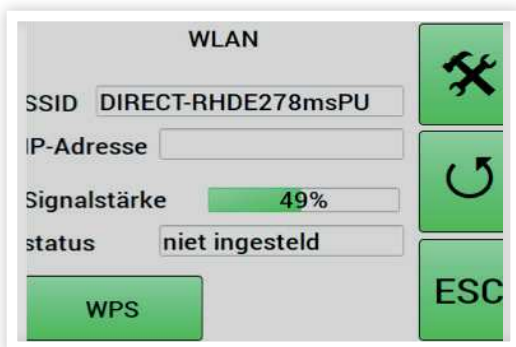 WLAN
SSID DIRECT-RHDE278msPU
IP-Adresse
Signalstärke 49%
status niet ingesteld
WPS
ESC